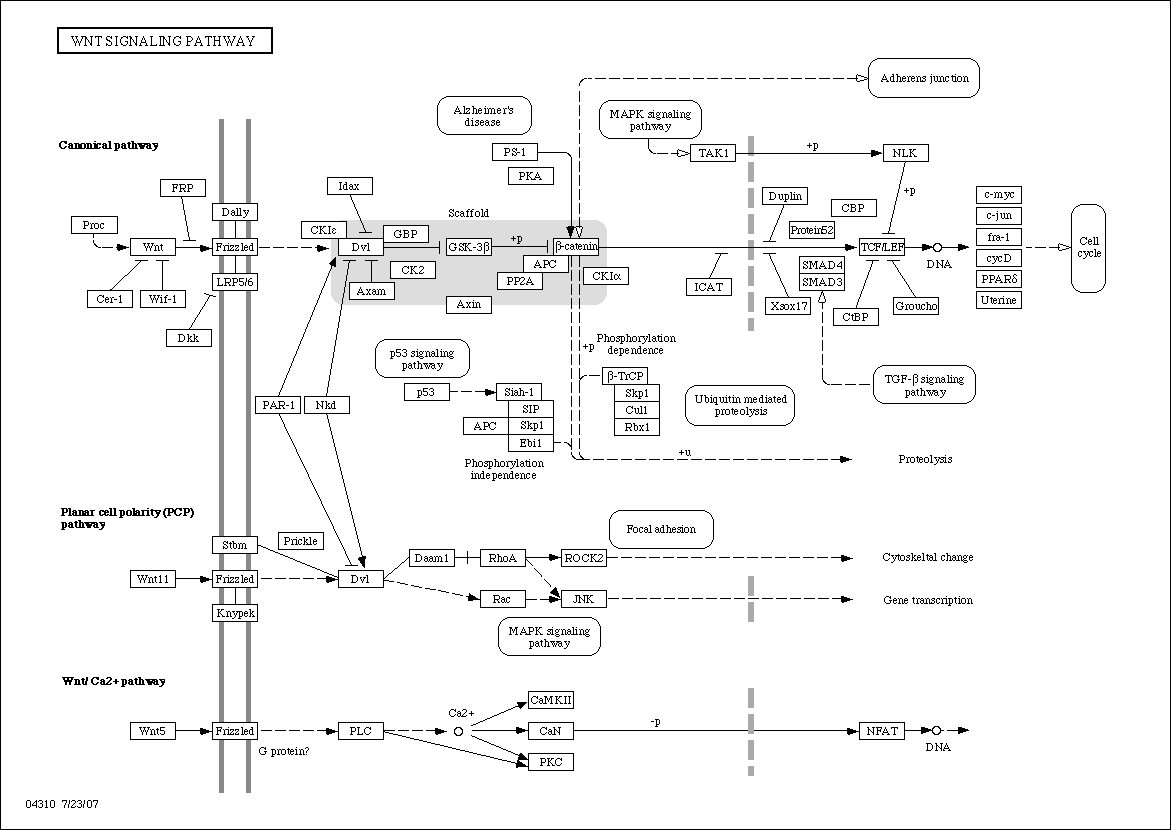 WNT SIGNALING PATHWAY
Adherens junction
Alzheimer's
disease
MAPK signaling
pathway
Canonical pathway
PS-1
TAK1
+p
NLK
PKA
+p
FRP
Idax
Duplin
c-myc
Dally
Scaffold
CBP
c-jun
Proc
CKIε
GBP
Protein52
fra-1
Wnt
Frizzled
Dvl
GSK-3β
+p
β-catenin
TCF/LEF
DNA
Cell
cycle
cycD
APC
SMAD4
CK2
CKIα
LRP5/6
PP2A
SMAD3
PPARδ
Axam
ICAT
Cer-1
Wif-1
Axin
Xsox17
Groucho
Uterine
CtBP
Dkk
+p
Phosphorylation
dependence
p53 signaling
pathway
β-TrCP
TGF-β signaling
pathway
p53
Siah-1
Skp1
PAR-1
Nkd
SIP
Cul1
Ubiquitin mediated
proteolysis
APC
Skp1
Rbx1
Ebi1
+u
Proteolysis
Phosphorylation
independence
Planar cell polarity (PCP)
pathway
Focal adhesion
Stbm
Prickle
Daam1
RhoA
ROCK2
Cytoskeltal change
Wnt11
Frizzled
Dvl
Rac
JNK
Gene transcription
Knypek
MAPK signaling
pathway
Wnt/ Ca2+ pathway
CaMKII
Ca2+
-p
Wnt5
Frizzled
PLC
CaN
NFAT
DNA
G protein?
PKC
04310 7/23/07